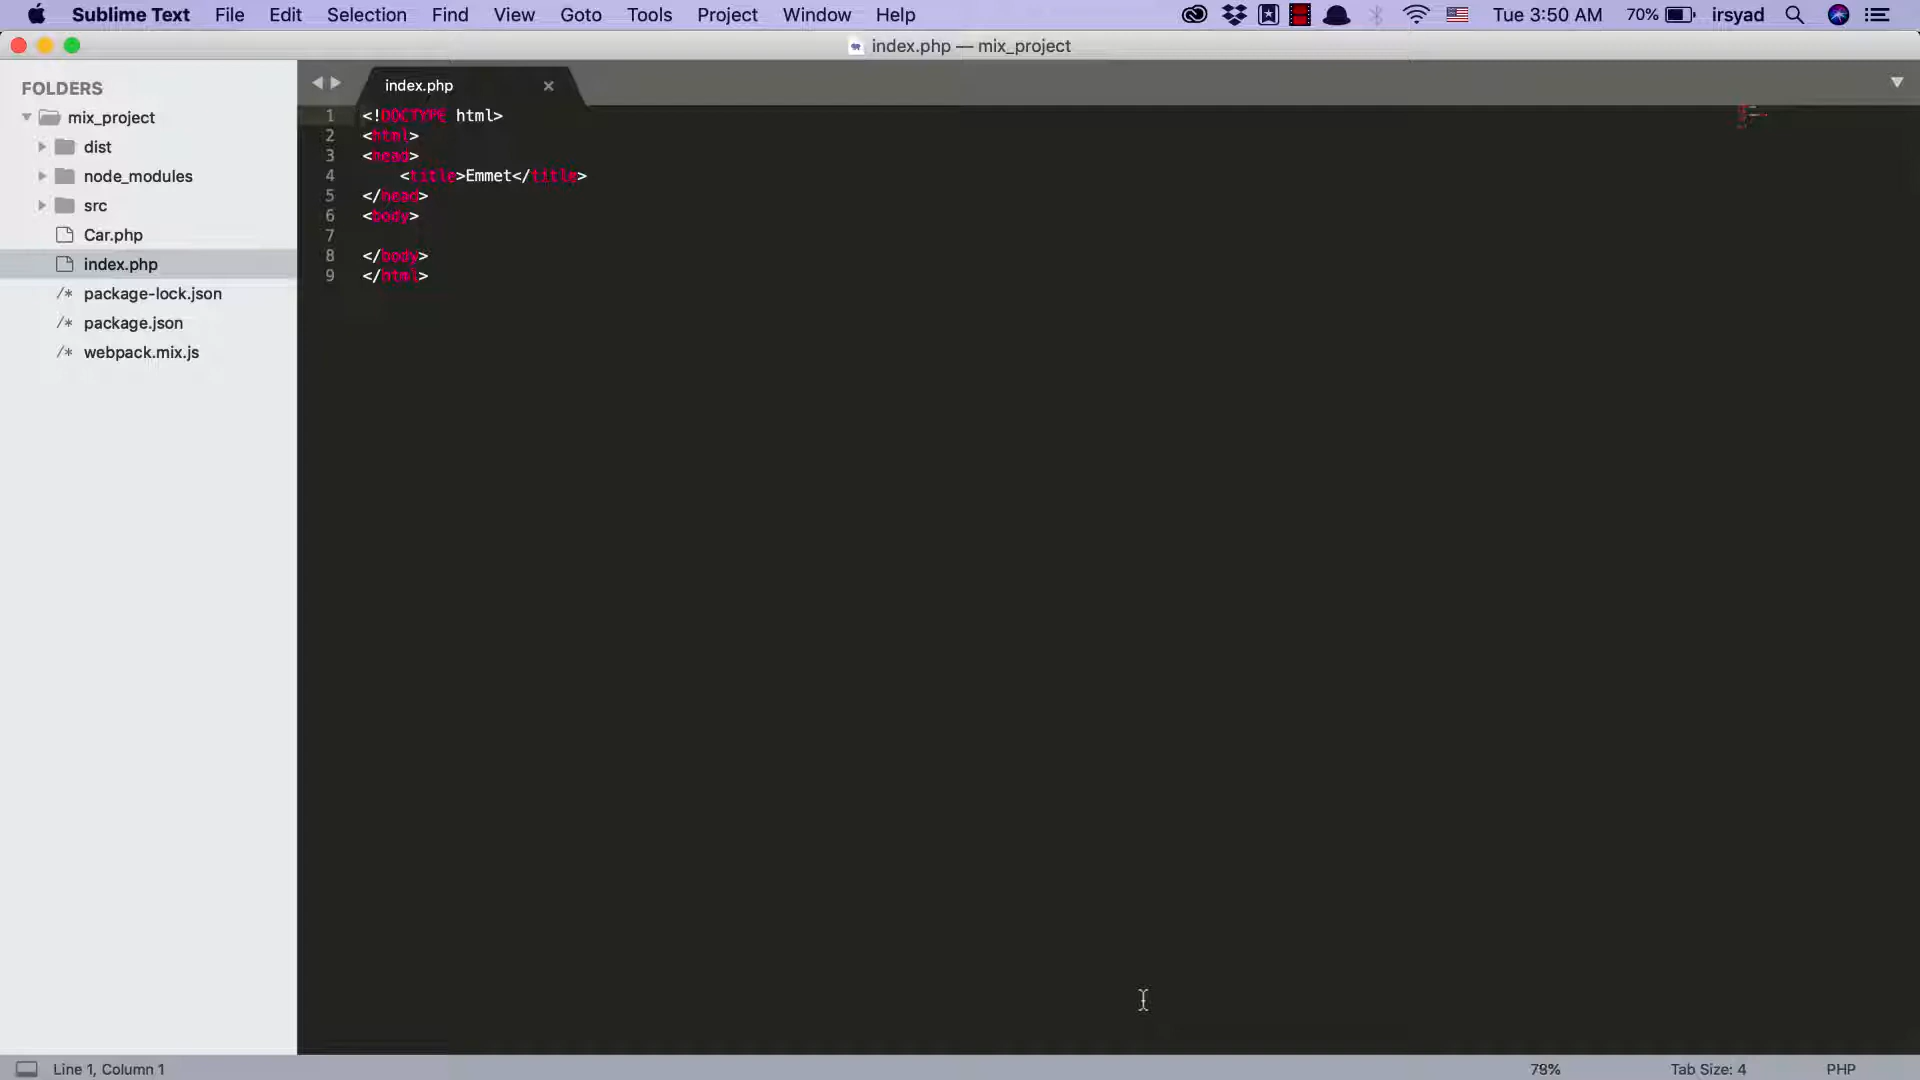 Sublime Text File Edit Selection Find View Goto Tools Project Window Help Tue 3:50 AM 70% irsyad
index.php — mix_project
FOLDERS
mix_project
dist
node_modules
src
Car.php
index.php
package-lock.json
package.json
webpack.mix.js
index.php
1 <!DOCTYPE html>
2 <html>
3 <head>
4 <title>Emmet</title>
5 </head>
6 <body>
7
8 </body>
9 </html>
Line 1, Column 1 79% Tab Size: 4 PHP